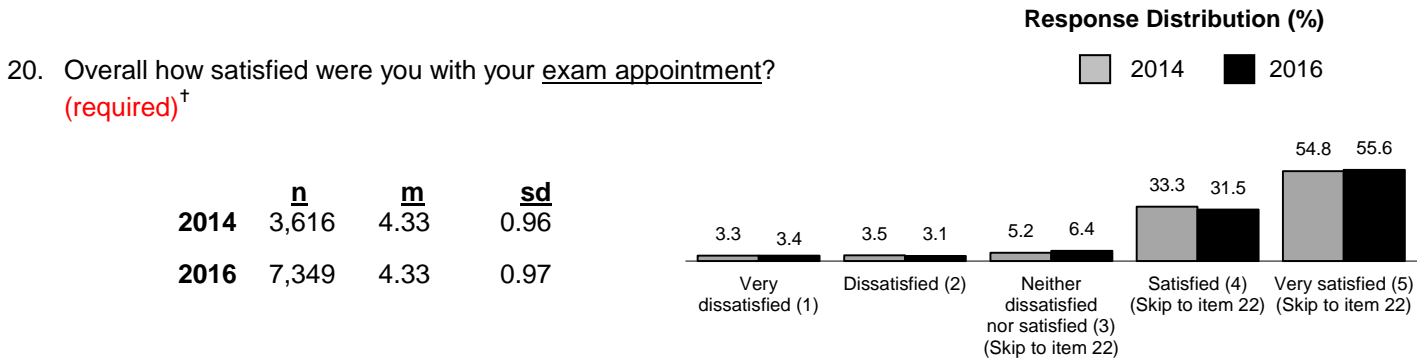 Response Distribution (%)
2014 2016
20. Overall how satisfied were you with your exam appointment?
(required)†
n m sd
2014 3,616 4.33 0.96
2016 7,349 4.33 0.97
3.3 3.4 3.5 3.1 5.2 6.4 33.3 31.5 54.8 55.6
Very
dissatisfied (1)
Dissatisfied (2)
Neither
dissatisfied
nor satisfied (3)
(Skip to item 22)
Satisfied (4)
(Skip to item 22)
Very satisfied (5)
(Skip to item 22)